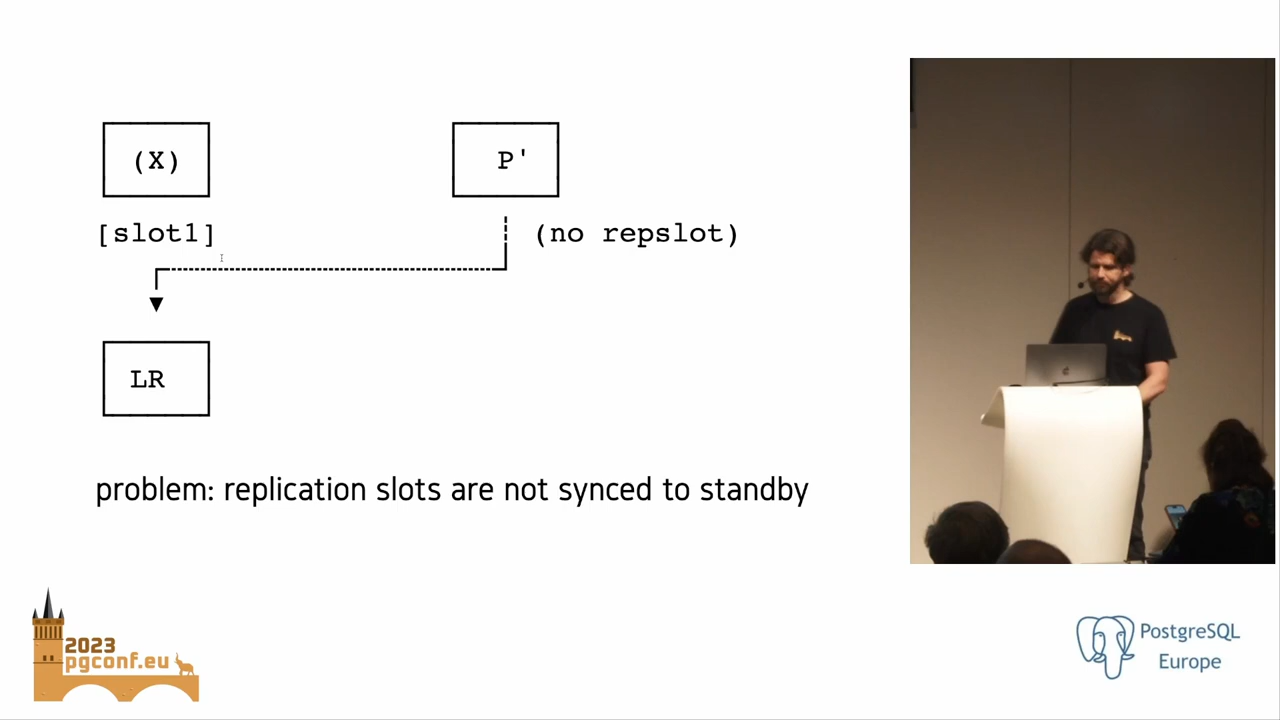 (X)
P'
[slot1]
(no repslot)
LR
problem: replication slots are not synced to standby
2023
pgconf.eu
PostgreSQL
Europe